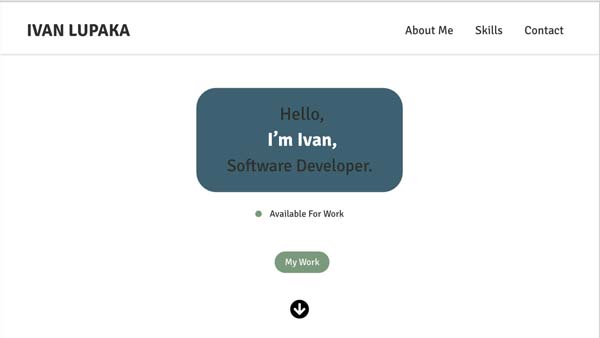 IVAN LUPAKA
About Me Skills Contact
Hello,
I'm Ivan,
Software Developer.
Available For Work
My Work